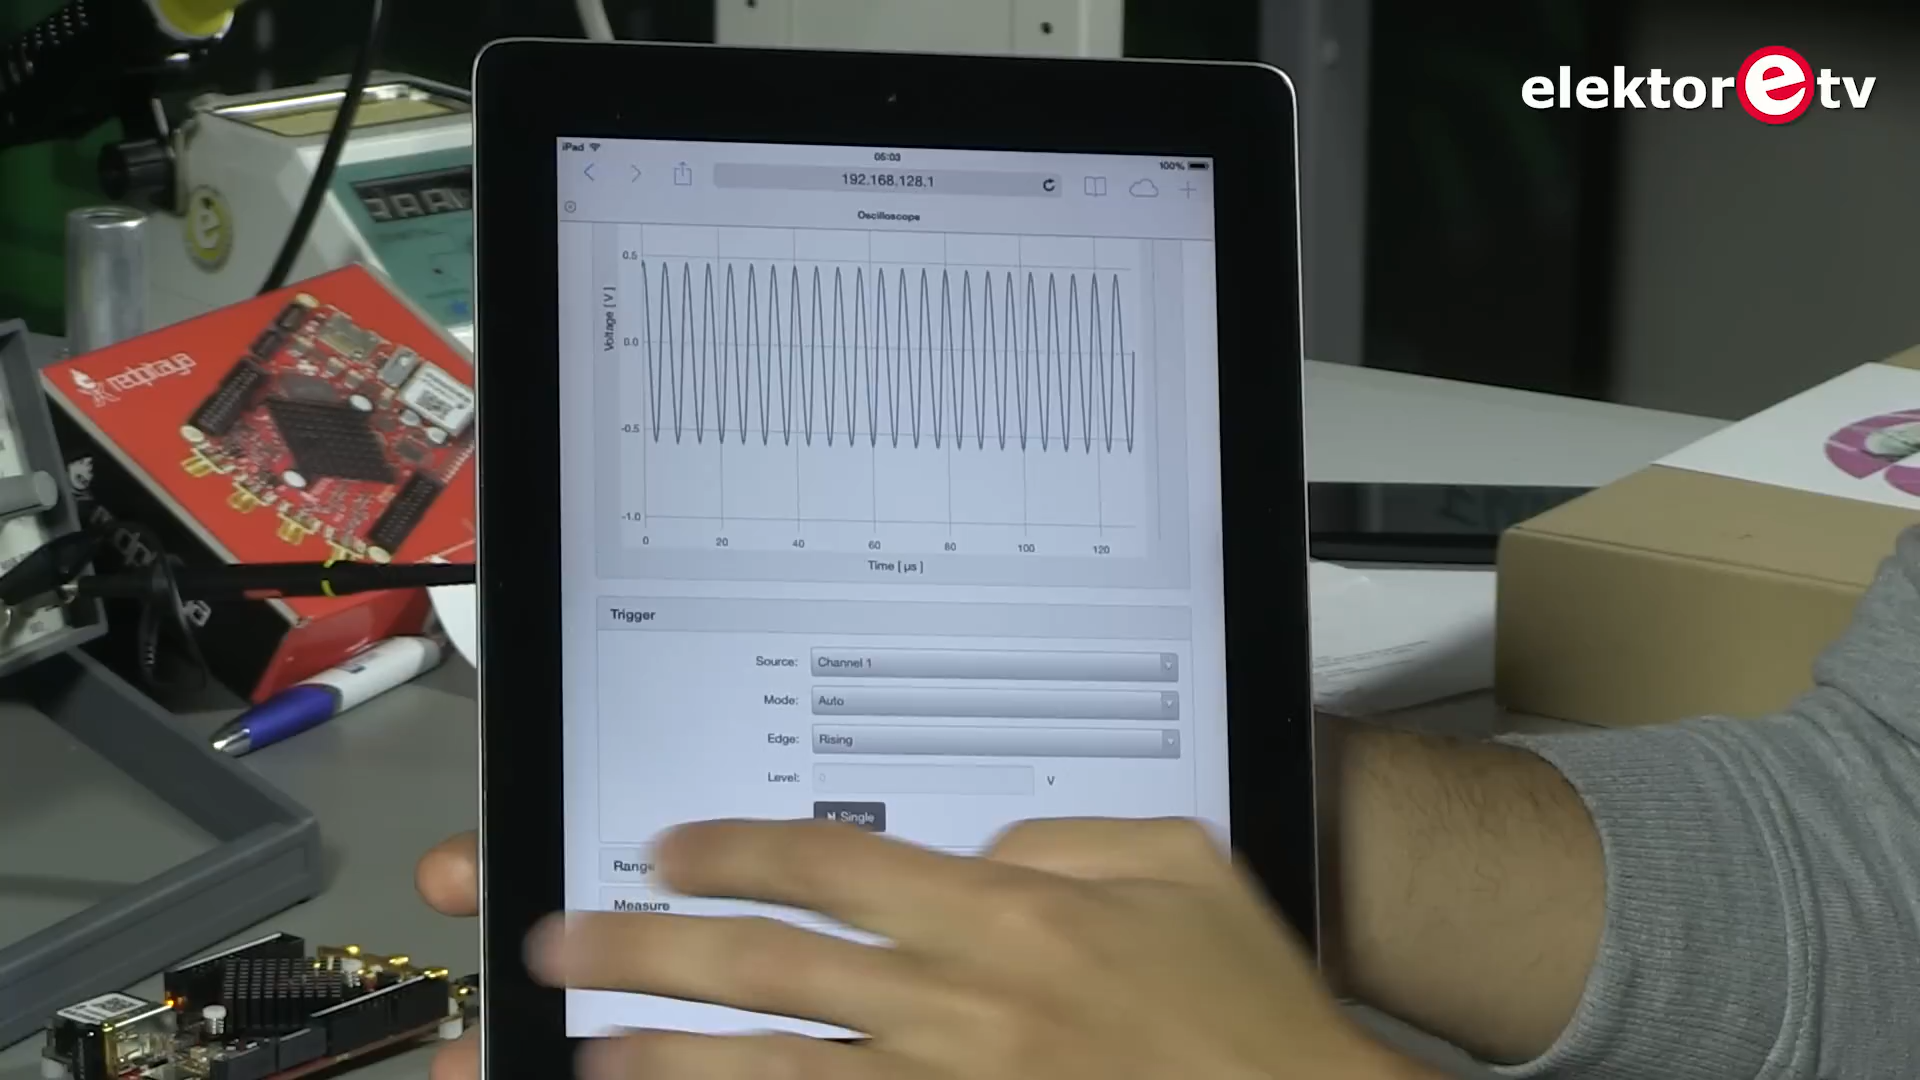 elektor e tv
iPad
05:03
100%
192.168.128.1
Oscilloscope
0.5
0.0
-0.5
-1.0
Voltage [ V ]
0 20 40 60 80 100 120
Time [ µs ]
Trigger
Source: Channel 1
Mode: Auto
Edge: Rising
Level: 0 V
Single
Range
Measure
redpitaya
e